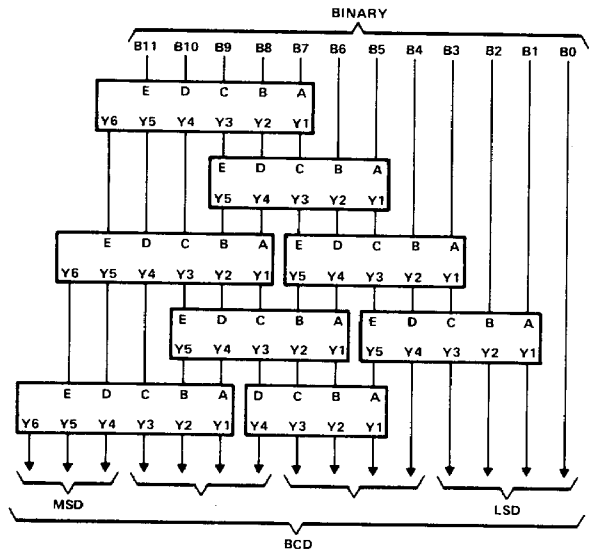 BINARY
B11 B10 B9 B8 B7 B6 B5 B4 B3 B2 B1 B0
E D C B A
Y6 Y5 Y4 Y3 Y2 Y1
E D C B A
Y5 Y4 Y3 Y2 Y1
E D C B A E D C B A
Y6 Y5 Y4 Y3 Y2 Y1 Y5 Y4 Y3 Y2 Y1
E D C B A E D C B A
Y5 Y4 Y3 Y2 Y1 Y5 Y4 Y3 Y2 Y1
E D C B A D C B A
Y6 Y5 Y4 Y3 Y2 Y1 Y4 Y3 Y2 Y1
MSD LSD
BCD